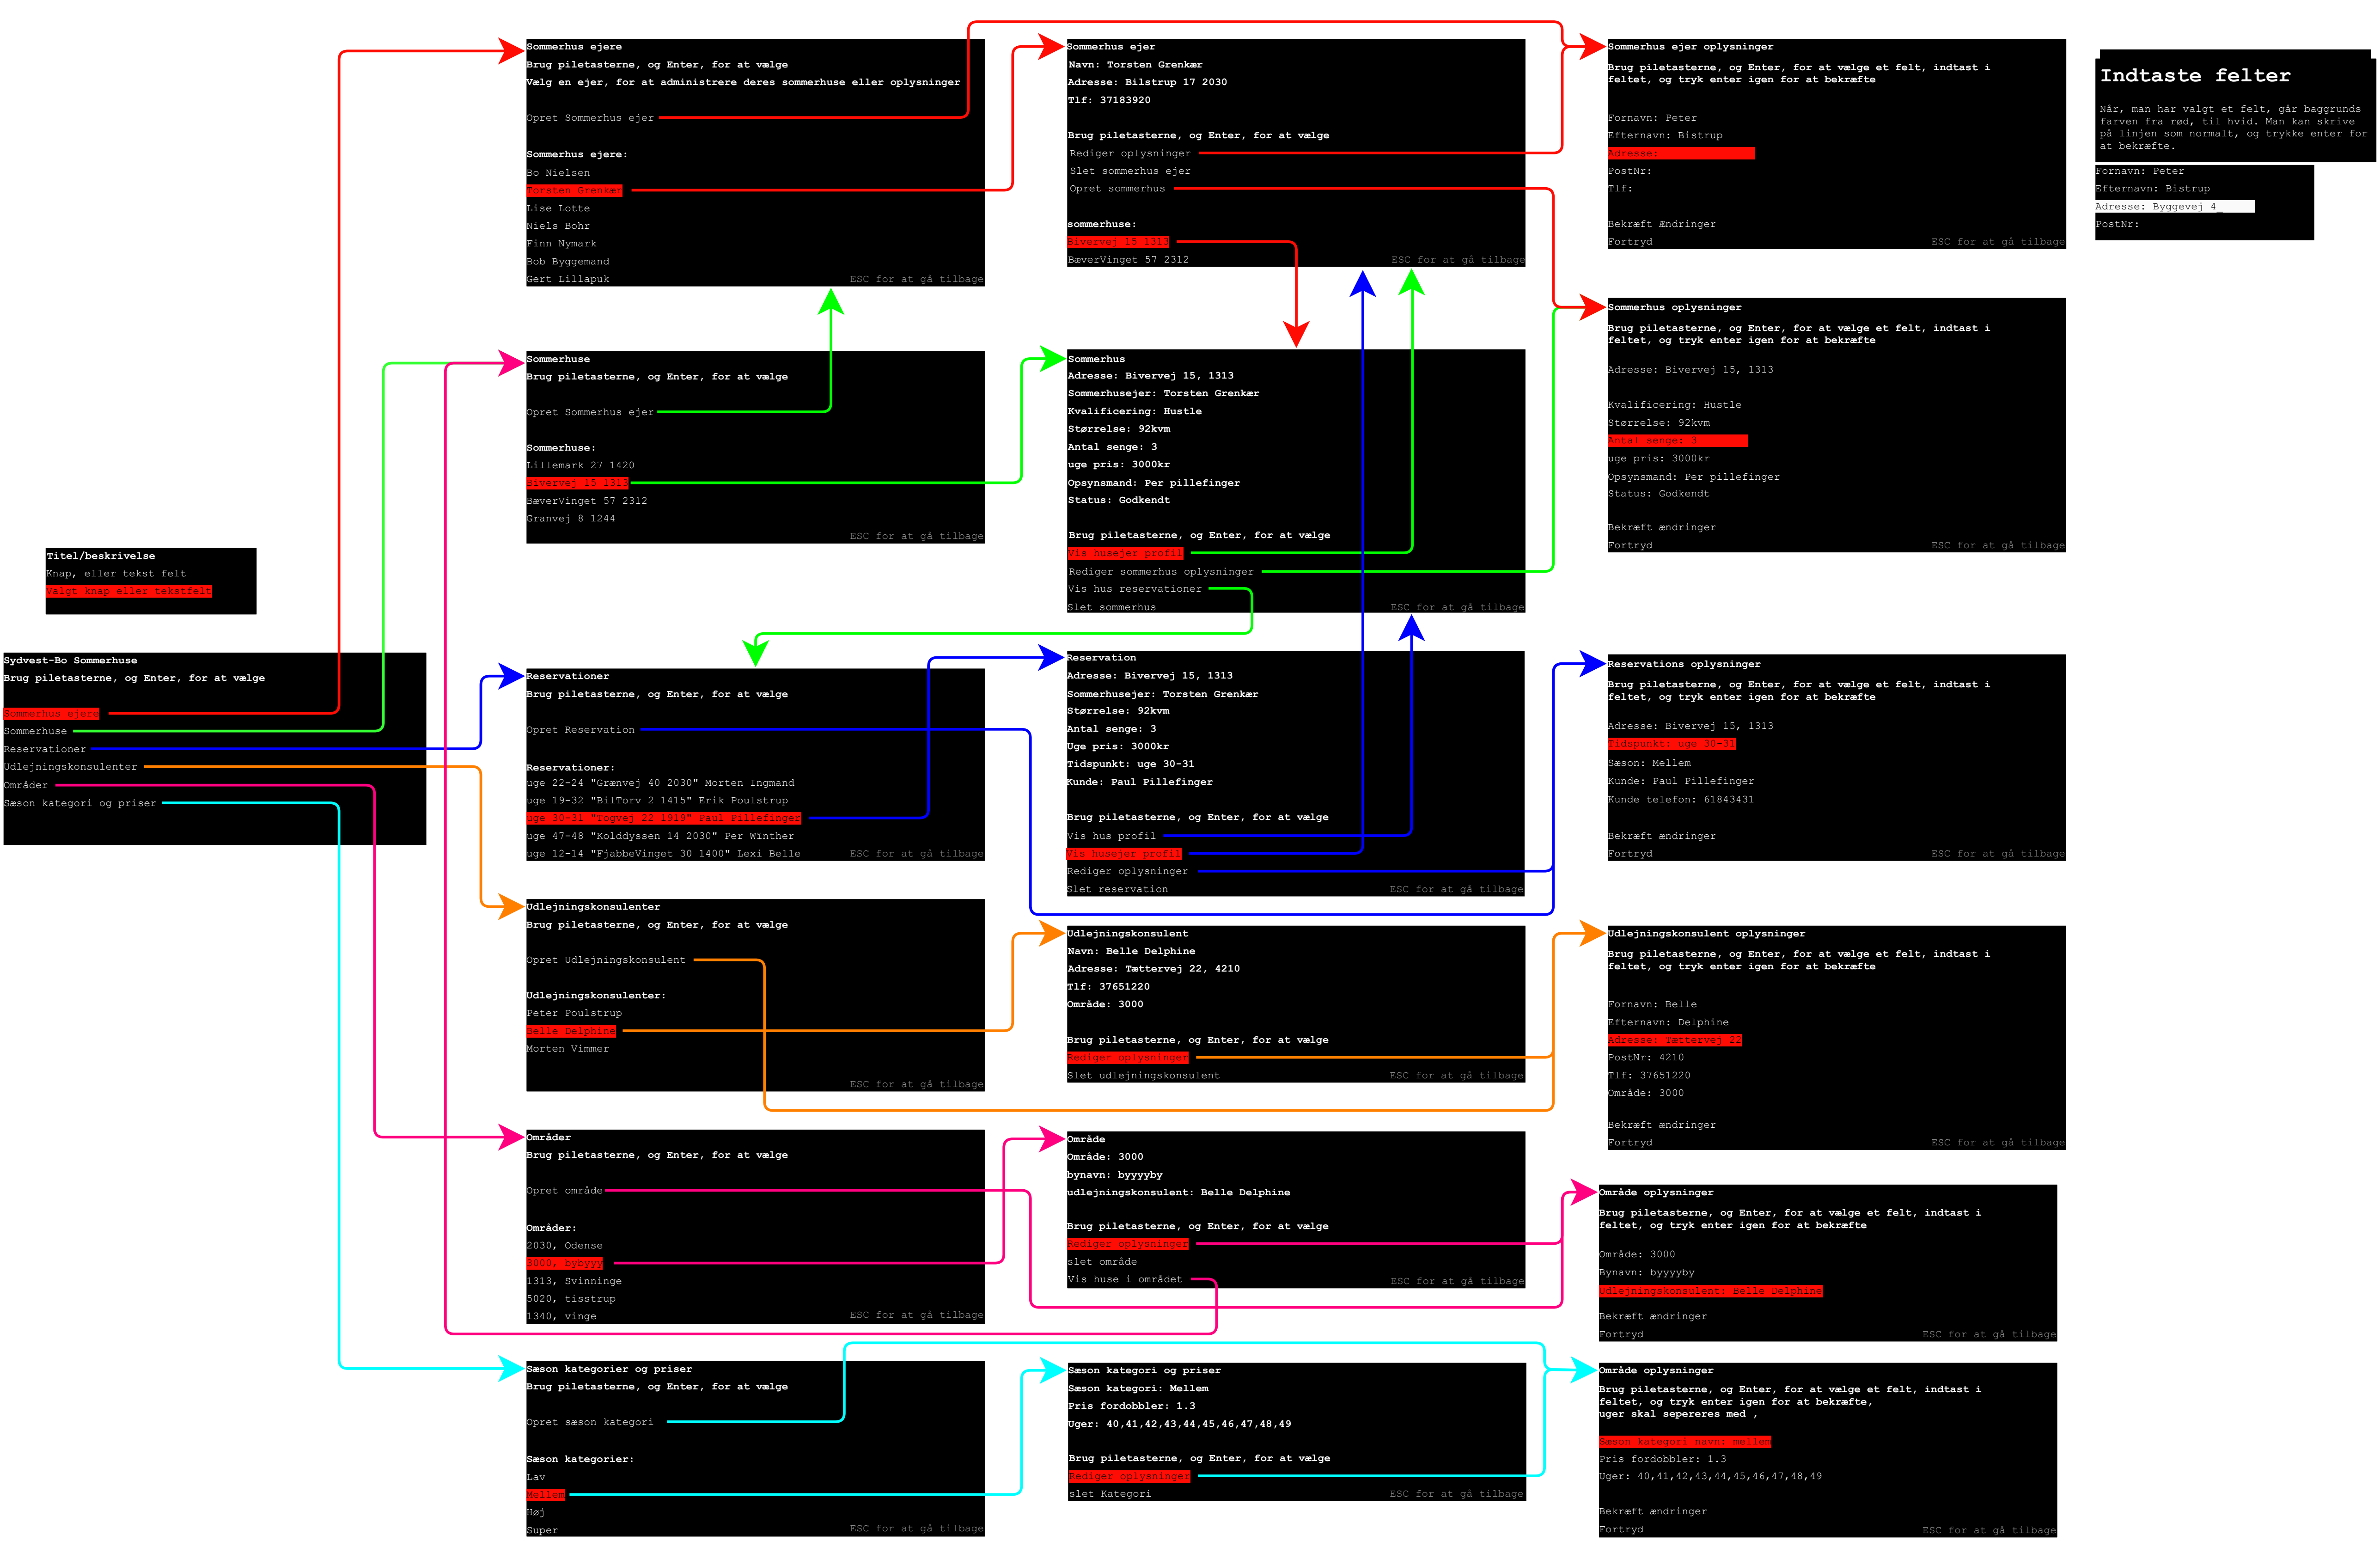 Sommerhus ejere
Brug piletasterne, og Enter, for at vælge
Vælg en ejer, for at administrere deres sommerhuse eller oplysninger
Opret Sommerhus ejer
Sommerhus ejere:
Bo Nielsen
Torsten Grenkær
Lise Lotte
Niels Bohr
Finn Nymark
Bob Byggemand
Gert Lillapuk
ESC for at gå tilbage
Sommerhus ejer
Navn: Torsten Grenkær
Adresse: Bilstrup 17 2030
Tlf: 37183920
Brug piletasterne, og Enter, for at vælge
Rediger oplysninger
Slet sommerhus ejer
Opret sommerhus
sommerhuse:
Bivervej 15 1313
BæverVinget 57 2312
ESC for at gå tilbage
Sommerhus ejer oplysninger
Brug piletasterne, og Enter, for at vælge et felt, indtast i
feltet, og tryk enter igen for at bekræfte
Fornavn: Peter
Efternavn: Bistrup
Adresse:
PostNr:
Tlf:
Bekræft Ændringer
Fortryd
ESC for at gå tilbage
Indtaste felter
Når, man har valgt et felt, går baggrunds
farven fra rød, til hvid. Man kan skrive
på linjen som normalt, og trykke enter for
at bekræfte.
Fornavn: Peter
Efternavn: Bistrup
Adresse: Byggevej 4_
PostNr:
Sommerhuse
Brug piletasterne, og Enter, for at vælge
Opret Sommerhus ejer
Sommerhuse:
Lillemark 27 1420
Bivervej 15 1313
BæverVinget 57 2312
Granvej 8 1244
ESC for at gå tilbage
Sommerhus
Adresse: Bivervej 15, 1313
Sommerhusejer: Torsten Grenkær
Kvalificering: Hustle
Størrelse: 92kvm
Antal senge: 3
uge pris: 3000kr
Opsynsmand: Per pillefinger
Status: Godkendt
Brug piletasterne, og Enter, for at vælge
Vis husejer profil
Rediger sommerhus oplysninger
Vis hus reservationer
Slet sommerhus
ESC for at gå tilbage
Sommerhus oplysninger
Brug piletasterne, og Enter, for at vælge et felt, indtast i
feltet, og tryk enter igen for at bekræfte
Adresse: Bivervej 15, 1313
Kvalificering: Hustle
Størrelse: 92kvm
Antal senge: 3
uge pris: 3000kr
Opsynsmand: Per pillefinger
Status: Godkendt
Bekræft ændringer
Fortryd
ESC for at gå tilbage
Titel/beskrivelse
Knap, eller tekst felt
Valgt knap eller tekstfelt
Sydvest-Bo Sommerhuse
Brug piletasterne, og Enter, for at vælge
Sommerhus ejere
Sommerhuse
Reservationer
Udlejningskonsulenter
Områder
Sæson kategori og priser
Reservationer
Brug piletasterne, og Enter, for at vælge
Opret Reservation
Reservationer:
uge 22-24 "Grænvej 40 2030" Morten Ingmand
uge 19-32 "BilTorv 2 1415" Erik Poulstrup
uge 30-31 "Togvej 22 1919" Paul Pillefinger
uge 47-48 "Kolddyssen 14 2030" Per Winther
uge 12-14 "FjabbeVinget 30 1400" Lexi Belle
ESC for at gå tilbage
Reservation
Adresse: Bivervej 15, 1313
Sommerhusejer: Torsten Grenkær
Størrelse: 92kvm
Antal senge: 3
Uge pris: 3000kr
Tidspunkt: uge 30-31
Kunde: Paul Pillefinger
Brug piletasterne, og Enter, for at vælge
Vis hus profil
Vis husejer profil
Rediger oplysninger
Slet reservation
ESC for at gå tilbage
Reservations oplysninger
Brug piletasterne, og Enter, for at vælge et felt, indtast i
feltet, og tryk enter igen for at bekræfte
Adresse: Bivervej 15, 1313
Tidspunkt: uge 30-31
Sæson: Mellem
Kunde: Paul Pillefinger
Kunde telefon: 61843431
Bekræft ændringer
Fortryd
ESC for at gå tilbage
Udlejningskonsulenter
Brug piletasterne, og Enter, for at vælge
Opret Udlejningskonsulent
Udlejningskonsulenter:
Peter Poulstrup
Belle Delphine
Morten Vimmer
ESC for at gå tilbage
Udlejningskonsulent
Navn: Belle Delphine
Adresse: Tættervej 22, 4210
Tlf: 37651220
Område: 3000
Brug piletasterne, og Enter, for at vælge
Rediger oplysninger
Slet udlejningskonsulent
ESC for at gå tilbage
Udlejningskonsulent oplysninger
Brug piletasterne, og Enter, for at vælge et felt, indtast i
feltet, og tryk enter igen for at bekræfte
Fornavn: Belle
Efternavn: Delphine
Adresse: Tættervej 22
PostNr: 4210
Tlf: 37651220
Område: 3000
Bekræft ændringer
Fortryd
ESC for at gå tilbage
Områder
Brug piletasterne, og Enter, for at vælge
Opret område
Områder:
2030, Odense
3000, bybyyy
1313, Svinninge
5020, tisstrup
1340, vinge
ESC for at gå tilbage
Område
Område: 3000
bynavn: byyyyby
udlejningskonsulent: Belle Delphine
Brug piletasterne, og Enter, for at vælge
Rediger oplysninger
slet område
Vis huse i området
ESC for at gå tilbage
Område oplysninger
Brug piletasterne, og Enter, for at vælge et felt, indtast i
feltet, og tryk enter igen for at bekræfte
Område: 3000
Bynavn: byyyyby
Udlejningskonsulent: Belle Delphine
Bekræft ændringer
Fortryd
ESC for at gå tilbage
Sæson kategorier og priser
Brug piletasterne, og Enter, for at vælge
Opret sæson kategori
Sæson kategorier:
Lav
Mellem
Høj
Super
ESC for at gå tilbage
Sæson kategori og priser
Sæson kategori: Mellem
Pris fordobbler: 1.3
Uger: 40,41,42,43,44,45,46,47,48,49
Brug piletasterne, og Enter, for at vælge
Rediger oplysninger
slet Kategori
ESC for at gå tilbage
Område oplysninger
Brug piletasterne, og Enter, for at vælge et felt, indtast i
feltet, og tryk enter igen for at bekræfte,
uger skal sepereres med ,
Sæson kategori navn: mellem
Pris fordobbler: 1.3
Uger: 40,41,42,43,44,45,46,47,48,49
Bekræft ændringer
Fortryd
ESC for at gå tilbage